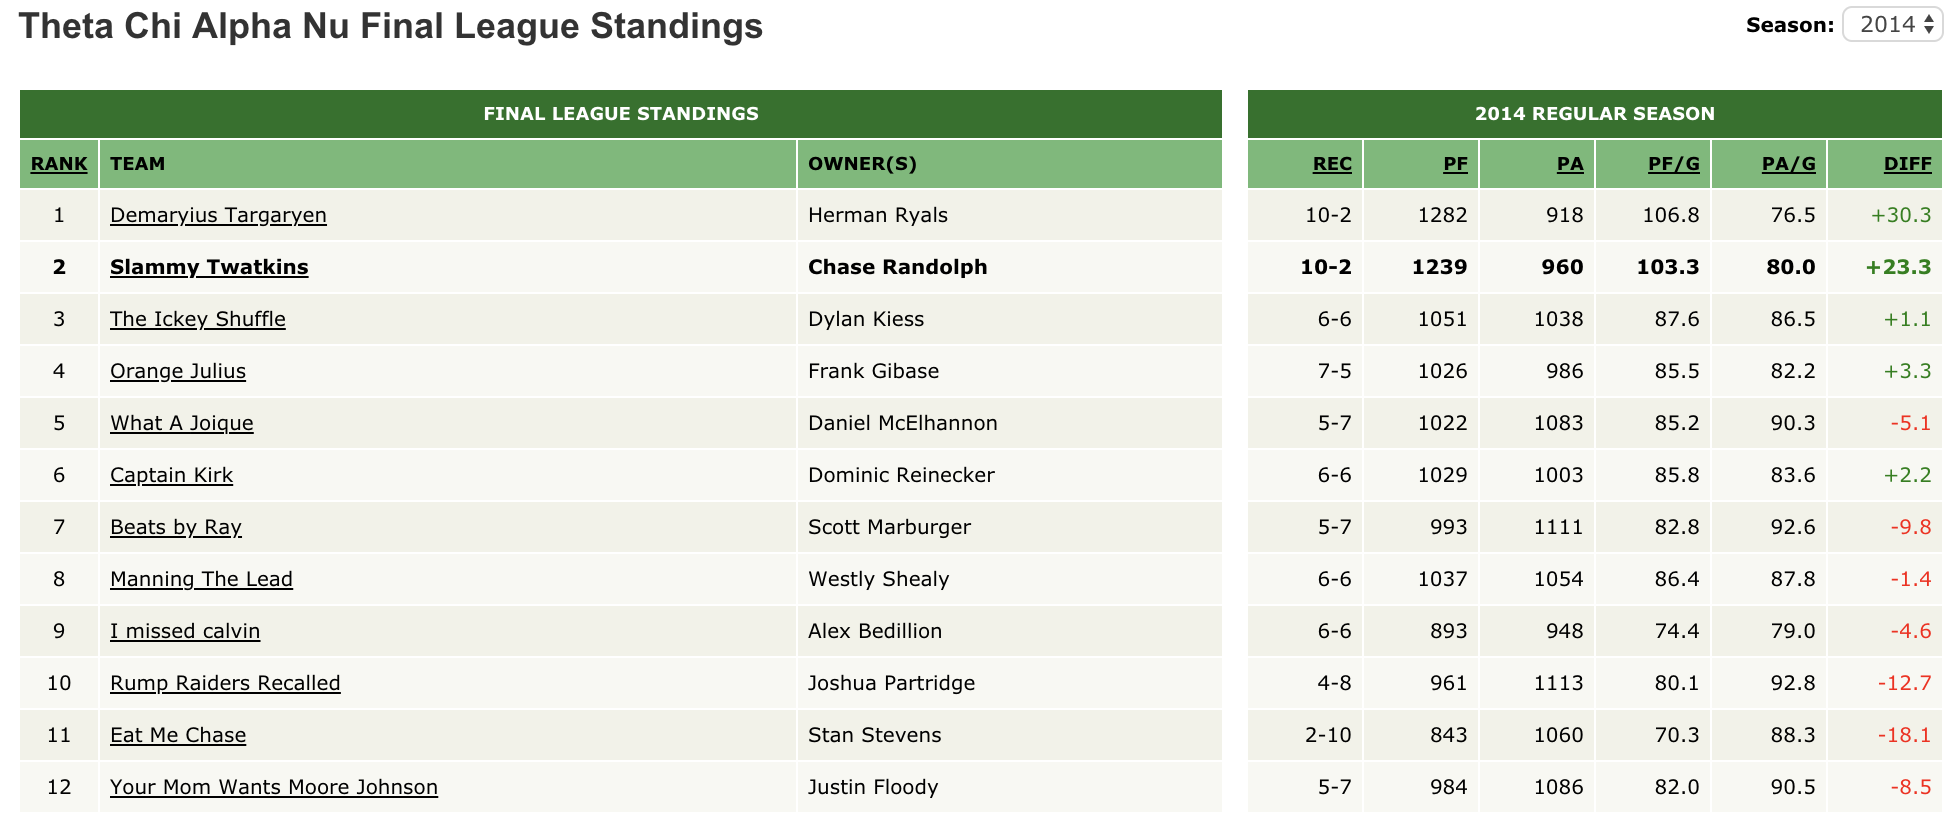 Theta Chi Alpha Nu Final League Standings Season: 2014
FINAL LEAGUE STANDINGS 2014 REGULAR SEASON
RANK TEAM OWNER(S) REC PF PA PF/G PA/G DIFF
1 Demaryius Targaryen Herman Ryals 10-2 1282 918 106.8 76.5 +30.3
2 Slammy Twatkins Chase Randolph 10-2 1239 960 103.3 80.0 +23.3
3 The Ickey Shuffle Dylan Kiess 6-6 1051 1038 87.6 86.5 +1.1
4 Orange Julius Frank Gibase 7-5 1026 986 85.5 82.2 +3.3
5 What A Joique Daniel McElhannon 5-7 1022 1083 85.2 90.3 -5.1
6 Captain Kirk Dominic Reinecker 6-6 1029 1003 85.8 83.6 +2.2
7 Beats by Ray Scott Marburger 5-7 993 1111 82.8 92.6 -9.8
8 Manning The Lead Westly Shealy 6-6 1037 1054 86.4 87.8 -1.4
9 I missed calvin Alex Bedillion 6-6 893 948 74.4 79.0 -4.6
10 Rump Raiders Recalled Joshua Partridge 4-8 961 1113 80.1 92.8 -12.7
11 Eat Me Chase Stan Stevens 2-10 843 1060 70.3 88.3 -18.1
12 Your Mom Wants Moore Johnson Justin Floody 5-7 984 1086 82.0 90.5 -8.5